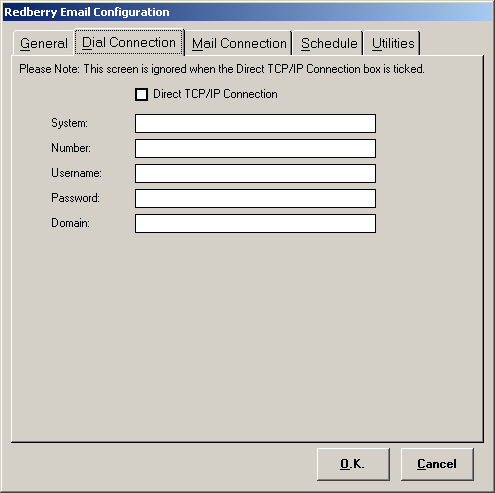 Redberry Email Configuration
General Dial Connection Mail Connection Schedule Utilities
Please Note: This screen is ignored when the Direct TCP/IP Connection box is ticked.
Direct TCP/IP Connection
System:
Number:
Username:
Password:
Domain:
O.K. Cancel